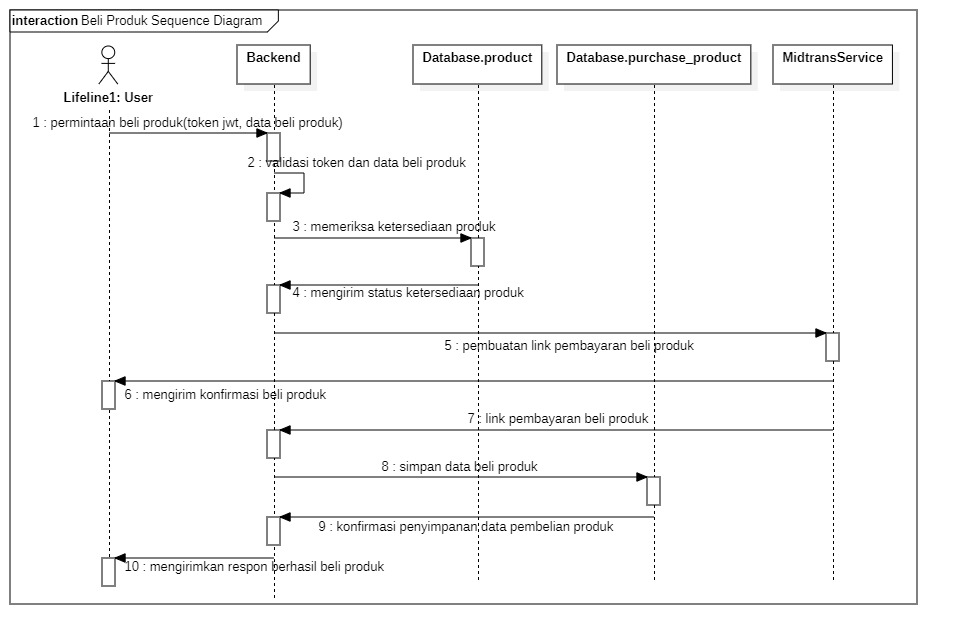 interaction Beli Produk Sequence Diagram
Backend
Database.product
Database.purchase_product
MidtransService
Lifeline1: User
1 : permintaan beli produk(token jwt, data beli produk)
2 : validasi token dan data beli produk
3 : memeriksa ketersediaan produk
4 : mengirim status ketersediaan produk
5 : pembuatan link pembayaran beli produk
6 : mengirim konfirmasi beli produk
7 : link pembayaran beli produk
8 : simpan data beli produk
9 : konfirmasi penyimpanan data pembelian produk
10 : mengirimkan respon berhasil beli produk